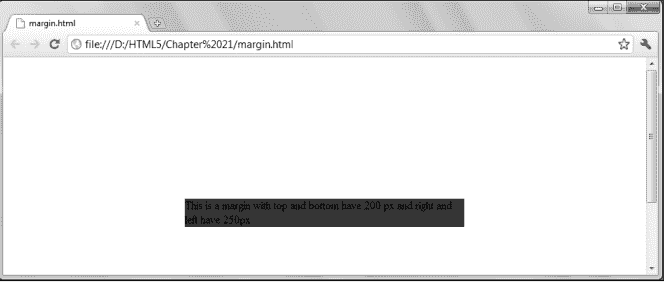 margin.html
file:///D:/HTML5/Chapter%2021/margin.html
This is a margin with top and bottom have 200 px and right and
left have 250px